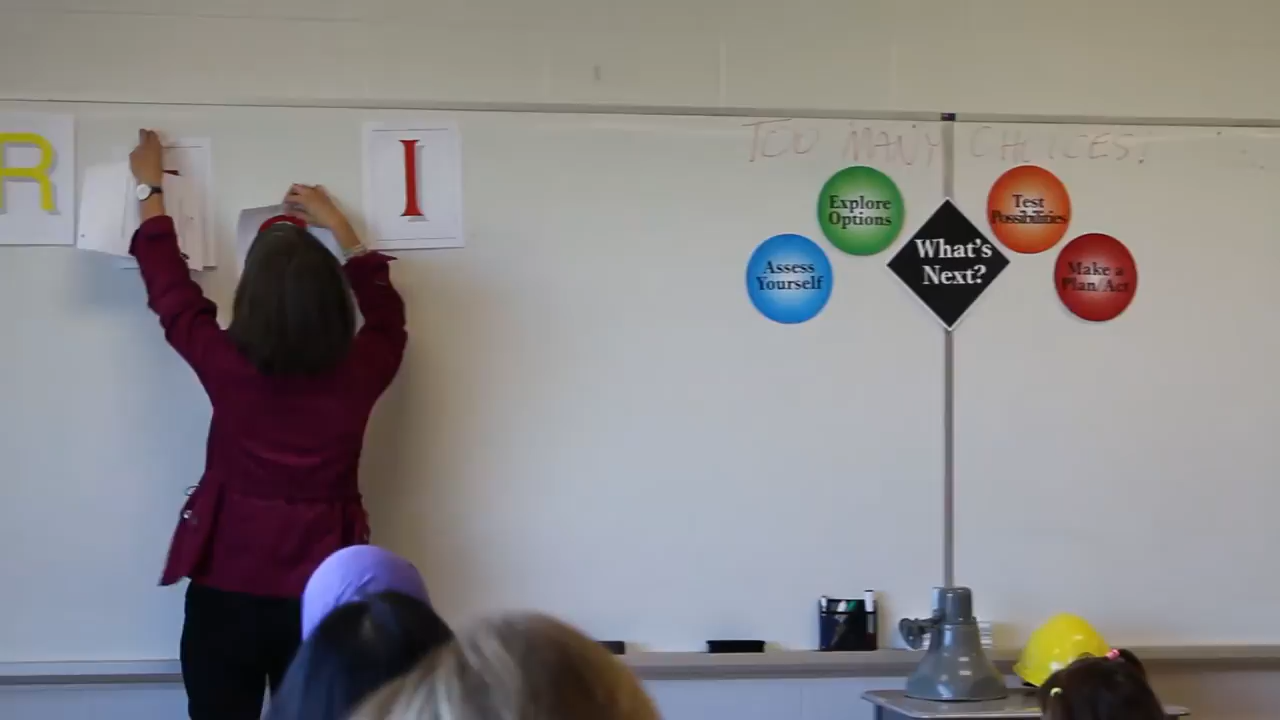 R
I
TOO MANY CHOICES!
Explore
Options
Test
Possibilities
What's
Next?
Assess
Yourself
Make a
Plan/Act